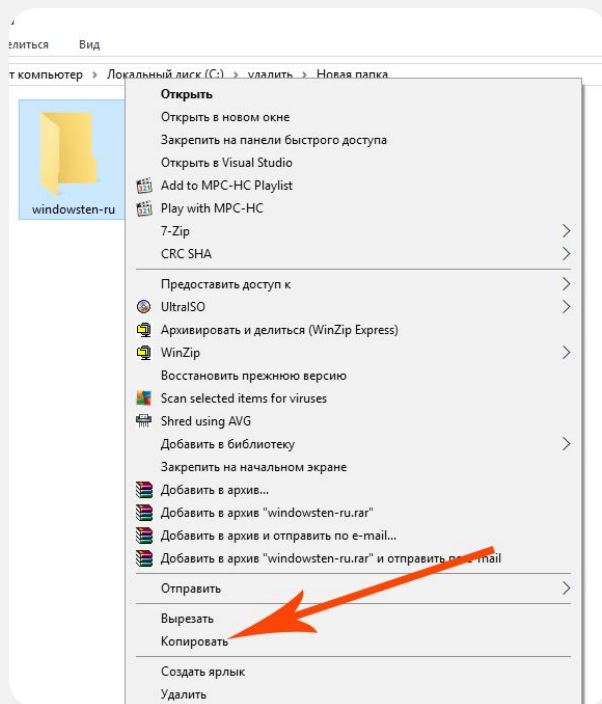 елиться Вид
т компьютер > Локальный диск (C:) > удалить > Новая папка
windowsten-ru
Открыть
Открыть в новом окне
Закрепить на панели быстрого доступа
Открыть в Visual Studio
Add to MPC-HC Playlist
Play with MPC-HC
7-Zip
CRC SHA
Предоставить доступ к
UltraISO
Архивировать и делиться (WinZip Express)
WinZip
Восстановить прежнюю версию
Scan selected items for viruses
Shred using AVG
Добавить в библиотеку
Закрепить на начальном экране
Добавить в архив...
Добавить в архив "windowsten-ru.rar"
Добавить в архив и отправить по e-mail...
Добавить в архив "windowsten-ru.rar" и отправить по e-mail
Отправить
Вырезать
Копировать
Создать ярлык
Удалить